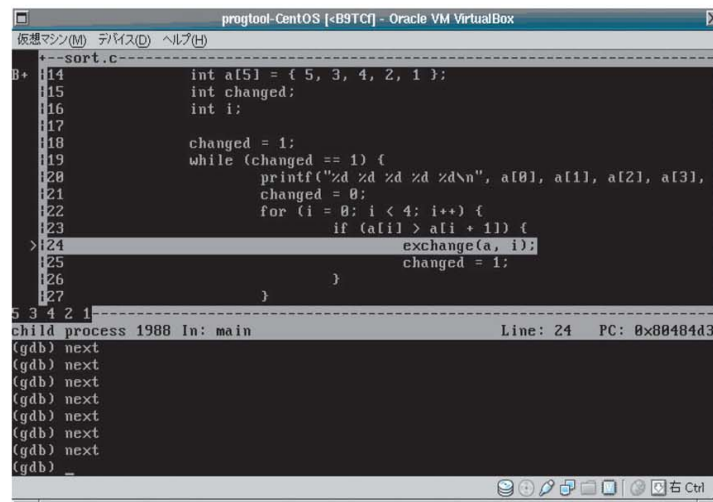 progtool-CentOS [<B9TCf] - Oracle VM VirtualBox
仮想マシン(M) デバイス(D) ヘルプ(H)
+--sort.c------------------------------------------------------------
B+ |14 int a[5] = { 5, 3, 4, 2, 1 };
|15 int changed;
|16 int i;
|17
|18 changed = 1;
|19 while (changed == 1) {
|20 printf("%d %d %d %d %d\n", a[0], a[1], a[2], a[3],
|21 changed = 0;
|22 for (i = 0; i < 4; i++) {
|23 if (a[i] > a[i + 1]) {
>|24 exchange(a, i);
|25 changed = 1;
|26 }
|27 }
5 3 4 2 1------------------------------------------------------------
child process 1988 In: main Line: 24 PC: 0x80484d3
(gdb) next
(gdb) next
(gdb) next
(gdb) next
(gdb) next
(gdb) next
(gdb) next
(gdb) _
右 Ctrl